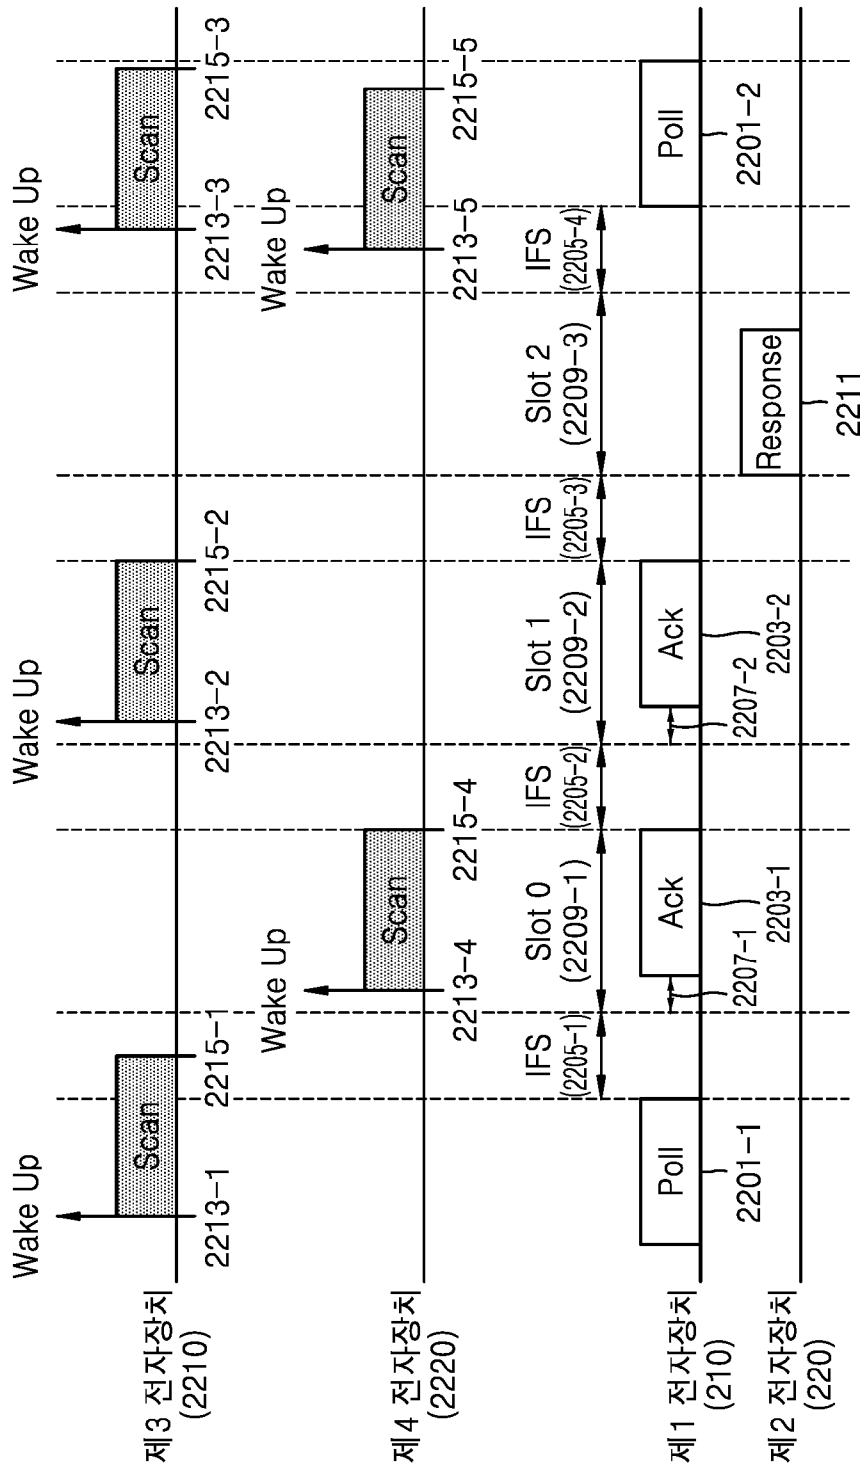 제3 전자장치
(2210)
Wake Up
Scan
2213-1
2215-1
Wake Up
Scan
2213-2
2215-2
Wake Up
Scan
2213-3
2215-3
제4 전자장치
(2220)
Wake Up
Scan
2213-4
2215-4
Wake Up
Scan
2213-5
2215-5
IFS
(2205-1)
Slot 0
(2209-1)
IFS
(2205-2)
Slot 1
(2209-2)
IFS
(2205-3)
Slot 2
(2209-3)
IFS
(2205-4)
제1 전자장치
(210)
Poll
2201-1
Ack
2207-1
2203-1
Ack
2207-2
2203-2
Poll
2201-2
제2 전자장치
(220)
Response
2211